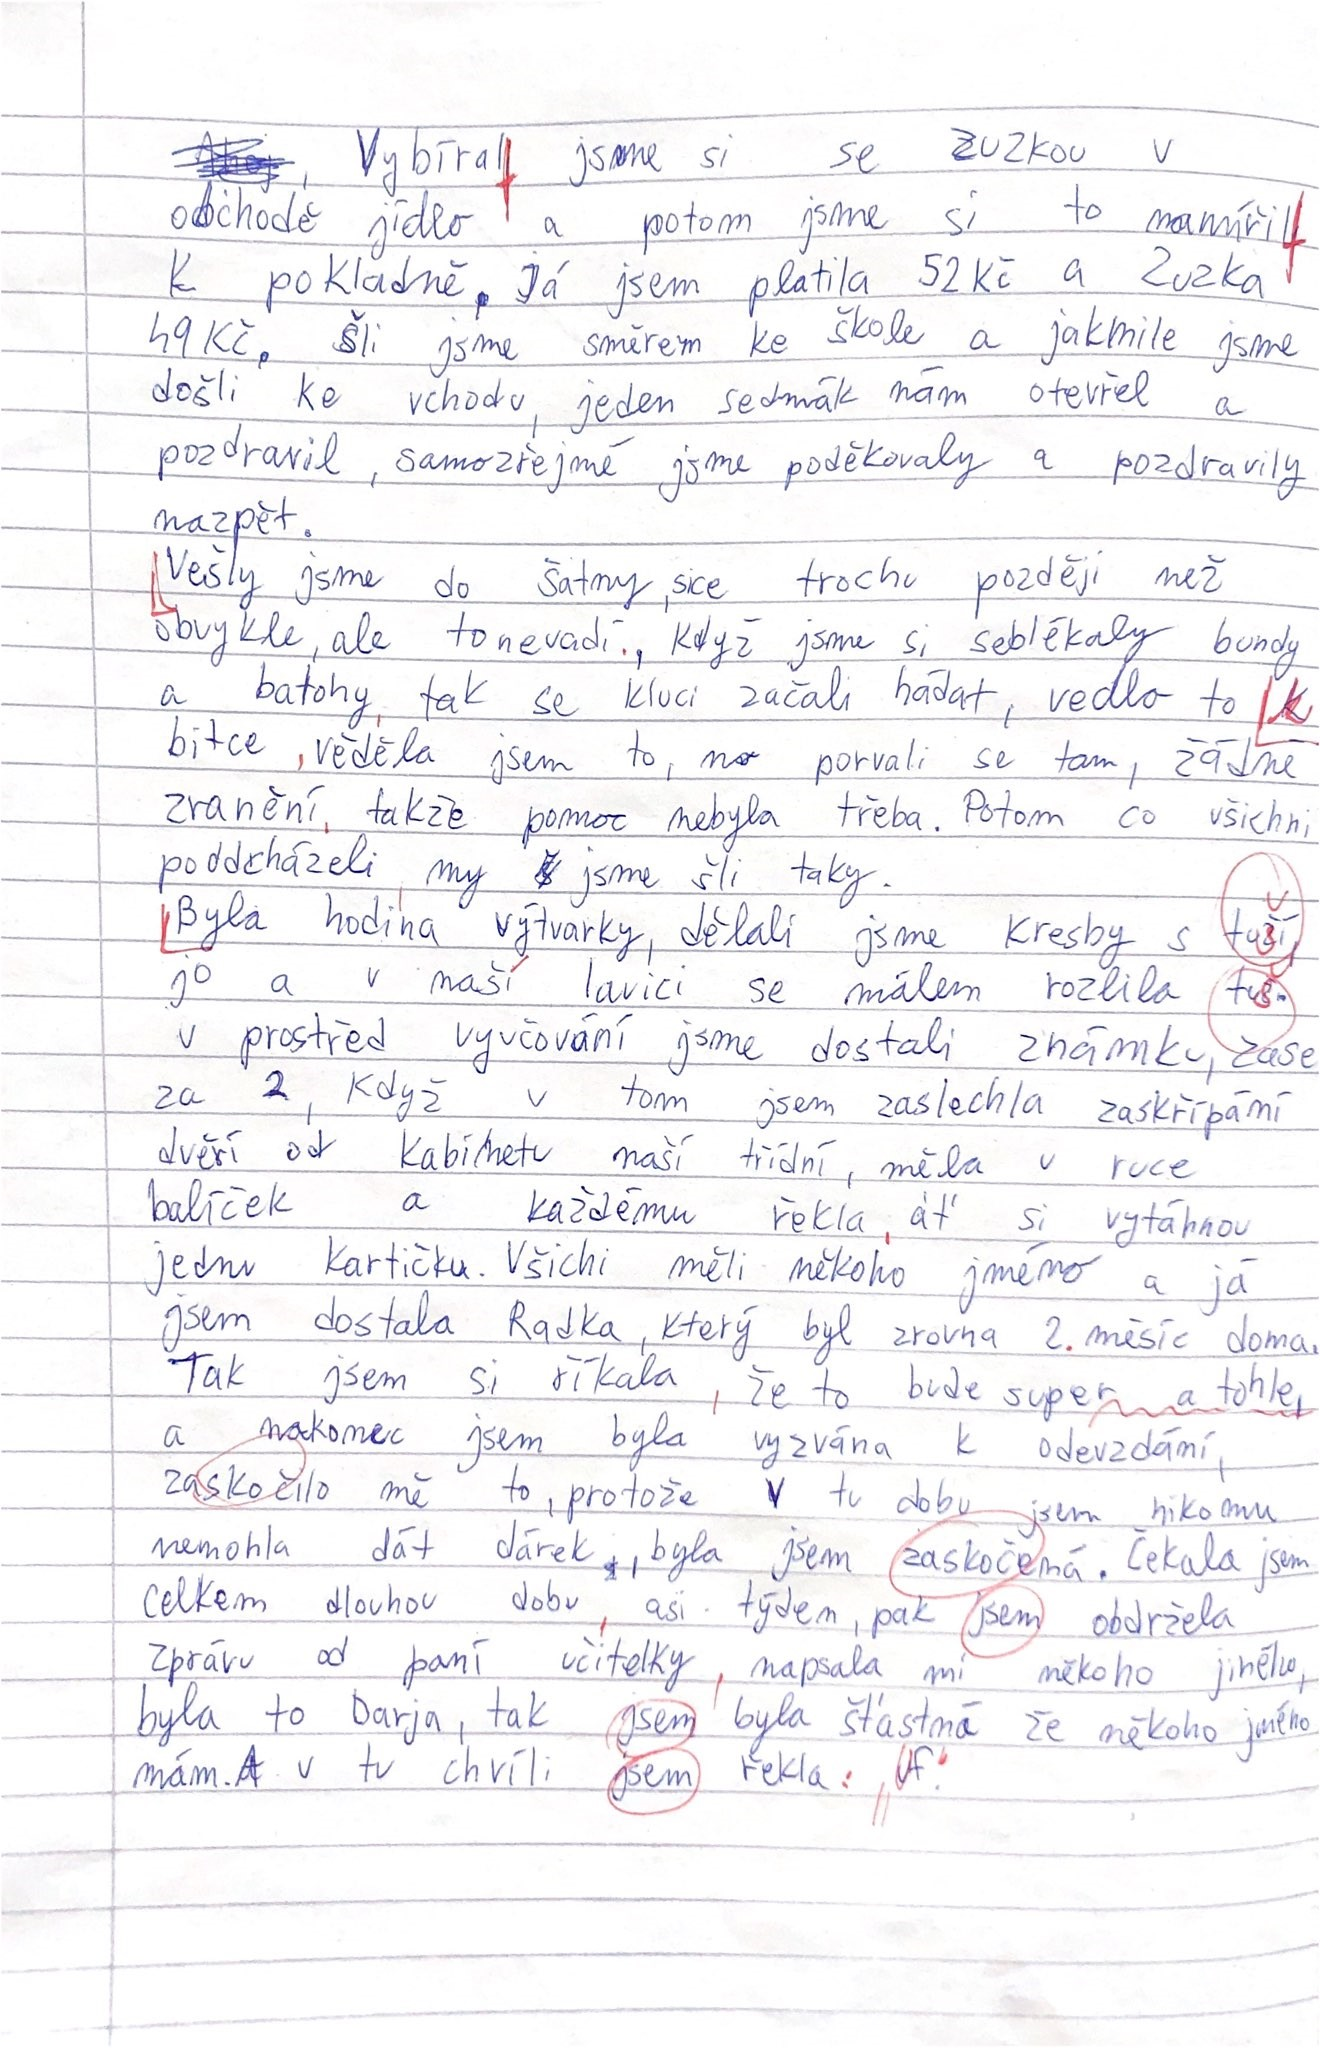 Vybíraly jsme si se zuzkou v
obchodě jídlo a potom jsme si to namířily
k pokladně. Já jsem platila 52 Kč a Zuzka
49 Kč. Šli jsme směrem ke škole a jakmile jsme
došli ke vchodu, jeden sedmák nám otevřel a
pozdravil, samozřejmě jsme poděkovaly a pozdravily
nazpět.
Vešly jsme do šatny, sice trochu později než
obvykle, ale to nevadí., Když jsme si seblékaly bundy
a batohy, tak se kluci začali hádat, vedlo to k
bitce, věděla jsem to, no porvali se tam, žádne
zranění, takže pomoc nebyla třeba. Potom co všichni
poddcházeli, my jsme šli taky.
Byla hodina výtvarky, dělali jsme kresby s tuší,
jo a v naší lavici se málem rozlila tuš.
v prostřed vyučování jsme dostali známku, zase
za 2, Když v tom jsem zaslechla zaskřípání
dvěří od kabinetu naší třídní, měla v ruce
balíček a každému řekla, ať si vytáhnou
jednu kartičku. Všichi měli někoho jméno a já
jsem dostala Radka, který byl zrovna 2. měsíc doma.
Tak jsem si říkala, že to bude super a tohle,
a nakonec jsem byla vyzvána k odevzdání,
zaskočilo mě to, protože v tu dobu jsem nikomu
nemohla dát dárek, byla jsem zaskočená. Čekala jsem
celkem dlouhou dobu, asi týden, pak jsem obdržela
zprávu od paní učitelky, napsala mi někoho jiného,
byla to Darja, tak jsem byla šťastná že někoho jiného
mám. A v tu chvíli jsem řekla: „Uf."